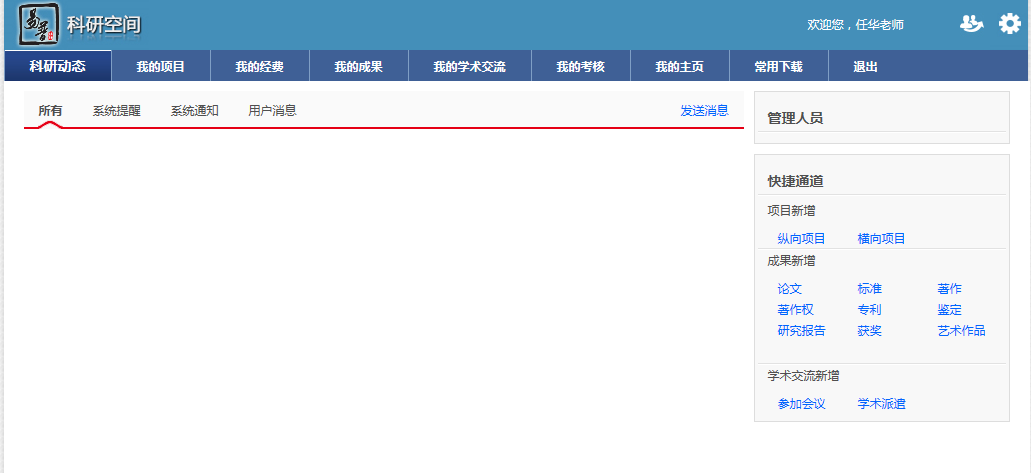 易普 科研空间
欢迎您，任华老师
科研动态 我的项目 我的经费 我的成果 我的学术交流 我的考核 我的主页 常用下载 退出
所有 系统提醒 系统通知 用户消息 发送消息
管理人员
快捷通道
项目新增
纵向项目 横向项目
成果新增
论文 标准 著作
著作权 专利 鉴定
研究报告 获奖 艺术作品
学术交流新增
参加会议 学术派遣